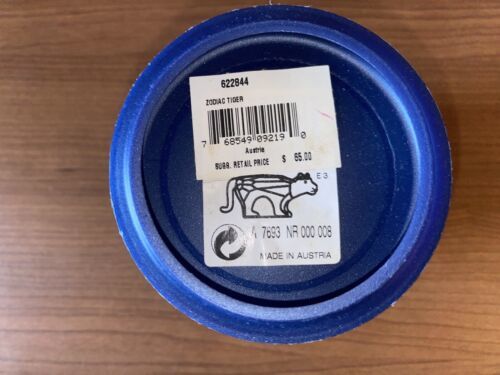 622844
ZODIAC TIGER
7 68549 09219 0
Austria
SUGG. RETAIL PRICE $ 65.00
E G
A 7693 NR 000 008
MADE IN AUSTRIA